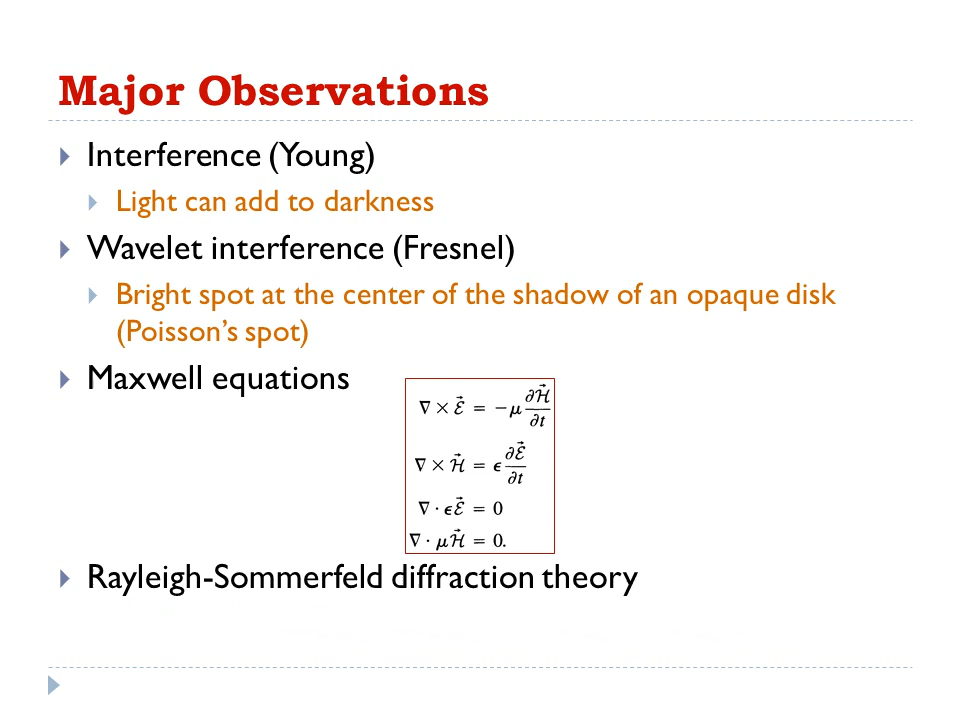 Major Observations
Interference (Young)
Light can add to darkness
Wavelet interference (Fresnel)
Bright spot at the center of the shadow of an opaque disk
(Poisson’s spot)
Maxwell equations
∇ × ℰ⃗ = −μ ∂ℋ⃗/∂t
∇ × ℋ⃗ = ϵ ∂ℰ⃗/∂t
∇ · ϵℰ⃗ = 0
∇ · μℋ⃗ = 0.
Rayleigh-Sommerfeld diffraction theory